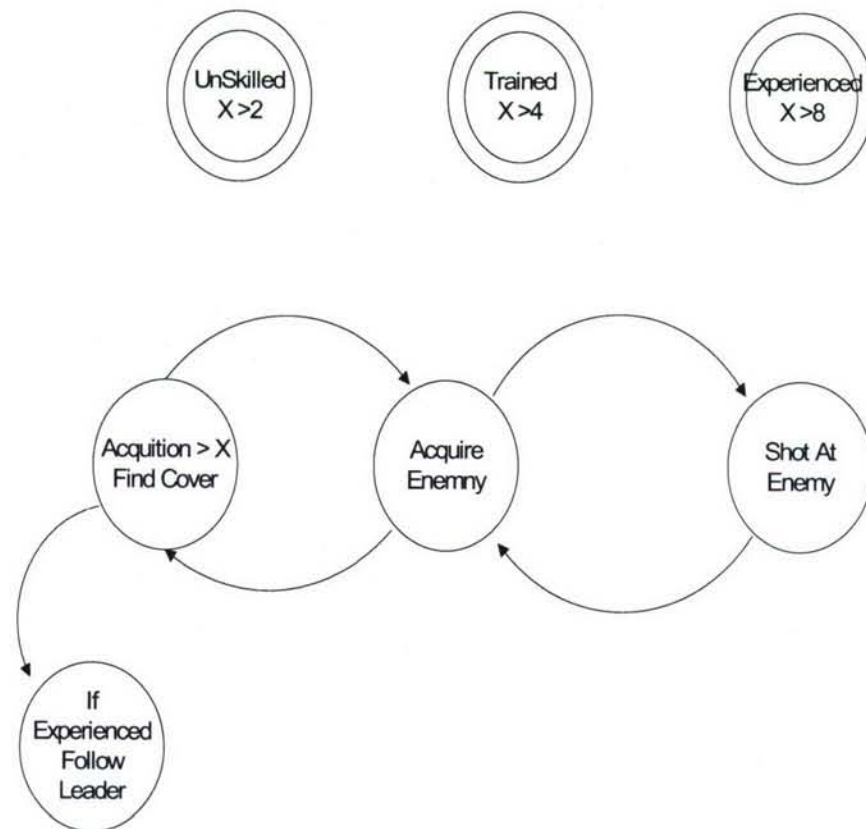 UnSkilled
X >2
Trained
X >4
Experienced
X >8
Acquition > X
Find Cover
Acquire
Enemny
Shot At
Enemy
If
Experienced
Follow
Leader